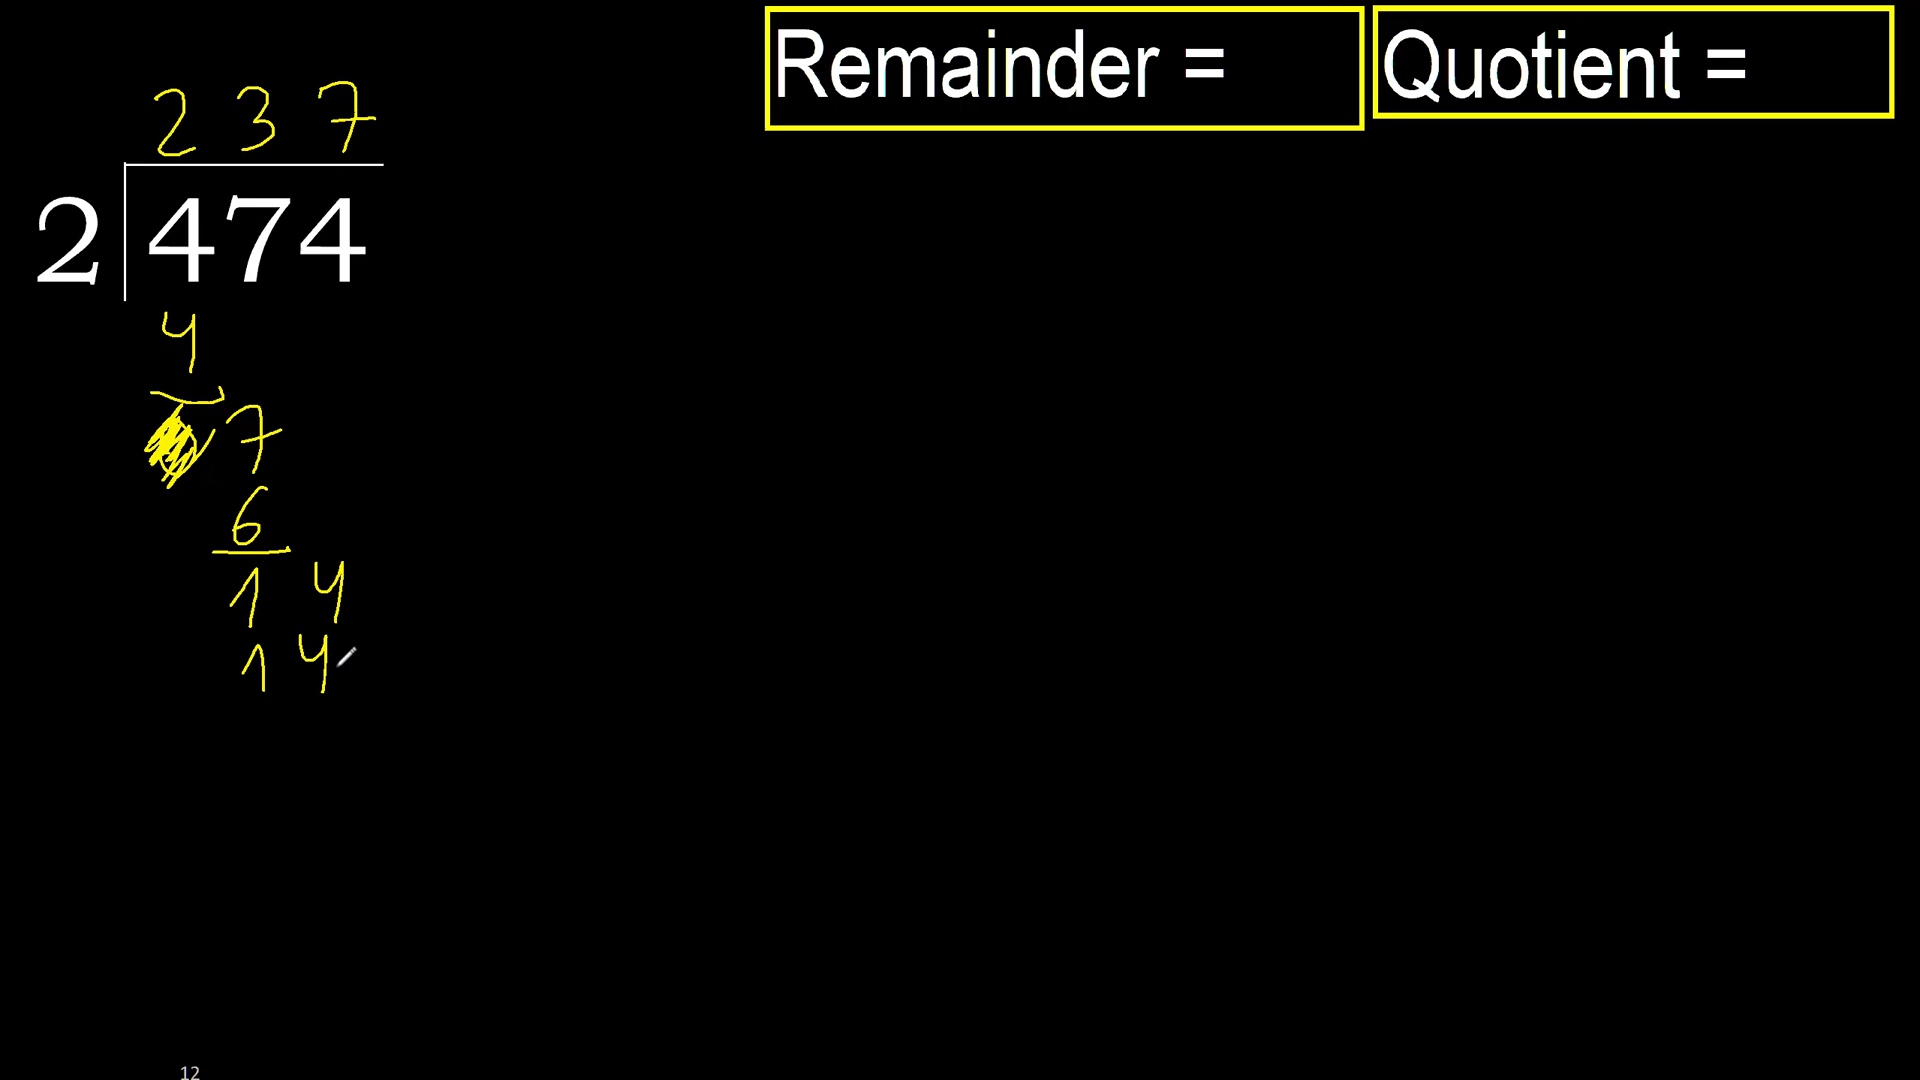 Remainder =
Quotient =
2 3 7
2 474
4
7
6
1 4
1 4
12